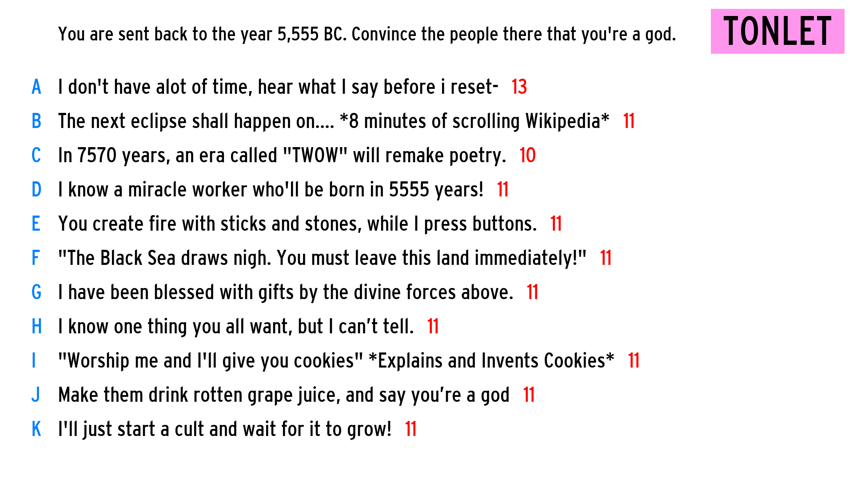 You are sent back to the year 5,555 BC. Convince the people there that you're a god.
TONLET
A I don't have alot of time, hear what I say before i reset- 13
B The next eclipse shall happen on.... *8 minutes of scrolling Wikipedia* 11
C In 7570 years, an era called "TWOW" will remake poetry. 10
D I know a miracle worker who'll be born in 5555 years! 11
E You create fire with sticks and stones, while I press buttons. 11
F "The Black Sea draws nigh. You must leave this land immediately!" 11
G I have been blessed with gifts by the divine forces above. 11
H I know one thing you all want, but I can’t tell. 11
I "Worship me and I'll give you cookies" *Explains and Invents Cookies* 11
J Make them drink rotten grape juice, and say you’re a god 11
K I'll just start a cult and wait for it to grow! 11